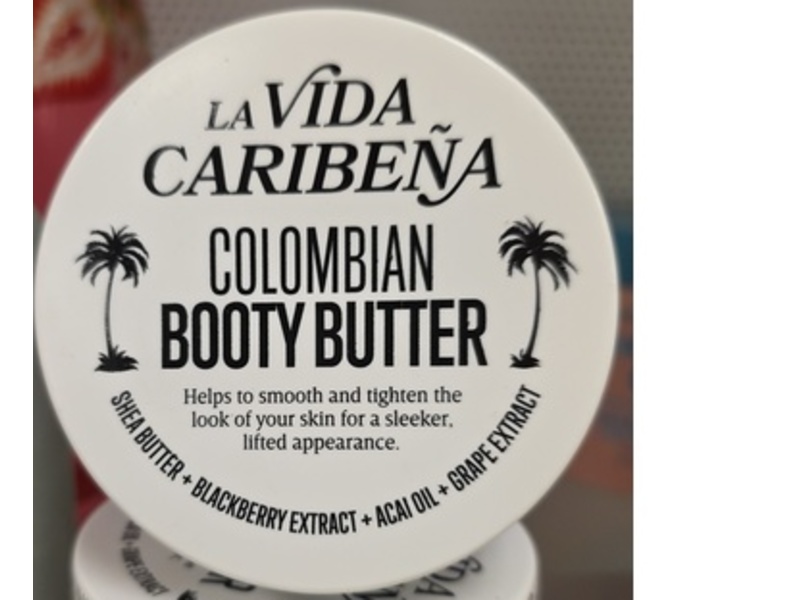 LA VIDA
CARIBEÑA
COLOMBIAN
BOOTY BUTTER
Helps to smooth and tighten the
look of your skin for a sleeker,
lifted appearance.
SHEA BUTTER + BLACKBERRY EXTRACT + ACAI OIL + GRAPE EXTRACT